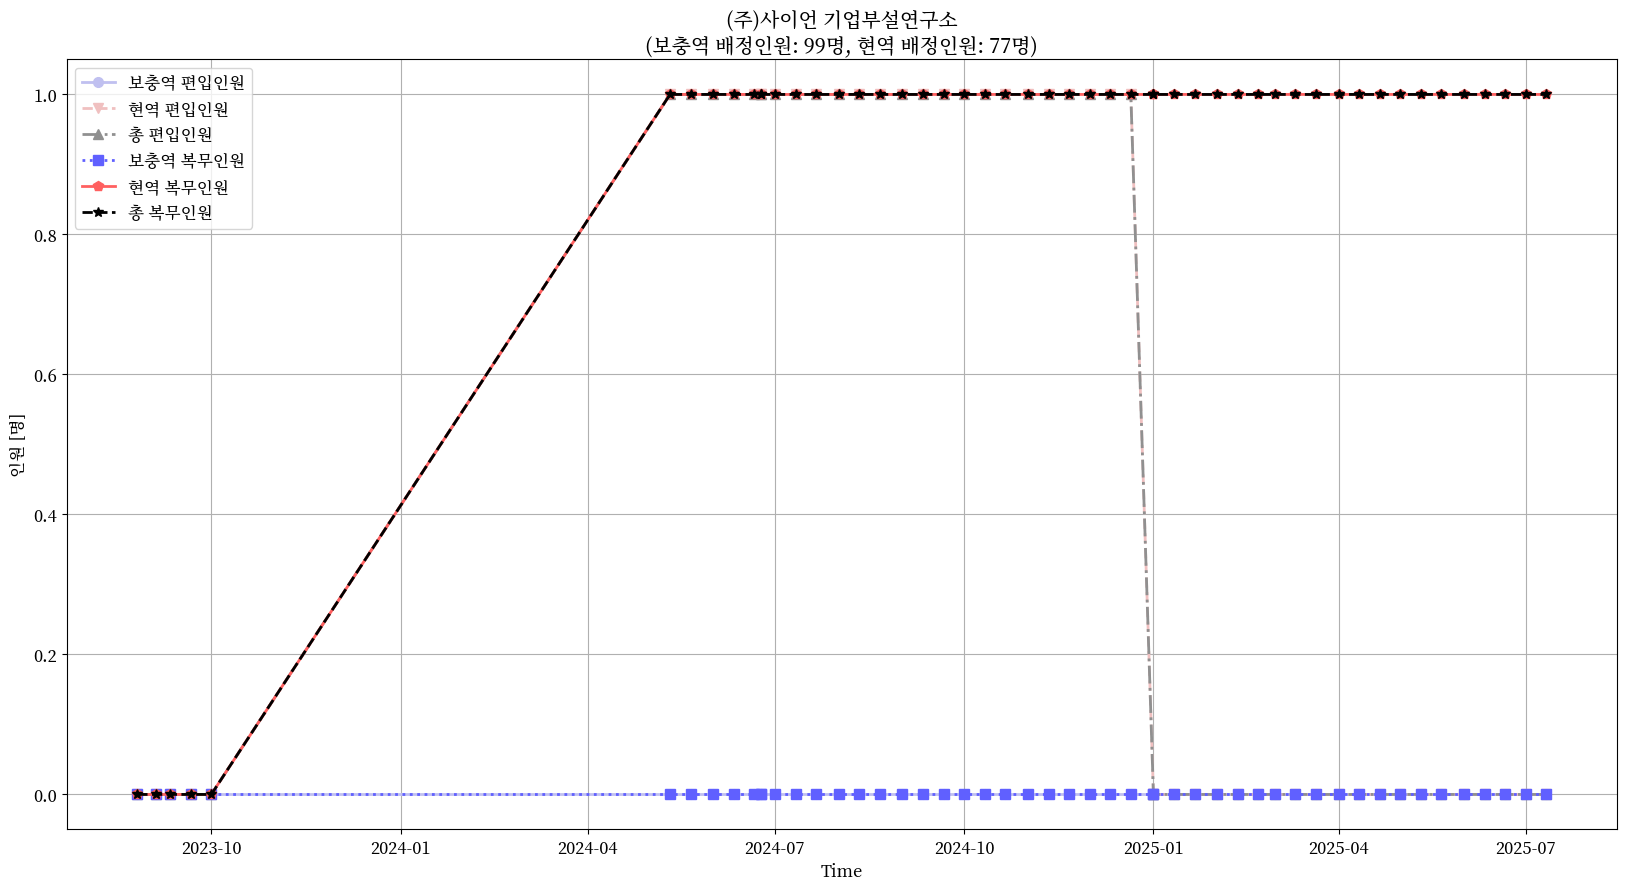 (주)사이언 기업부설연구소
(보충역 배정인원: 99명, 현역 배정인원: 77명)
보충역 편입인원
현역 편입인원
총 편입인원
보충역 복무인원
현역 복무인원
총 복무인원
1.0
0.8
0.6
0.4
0.2
0.0
인원 [명]
2023-10
2024-01
2024-04
2024-07
2024-10
2025-01
2025-04
2025-07
Time